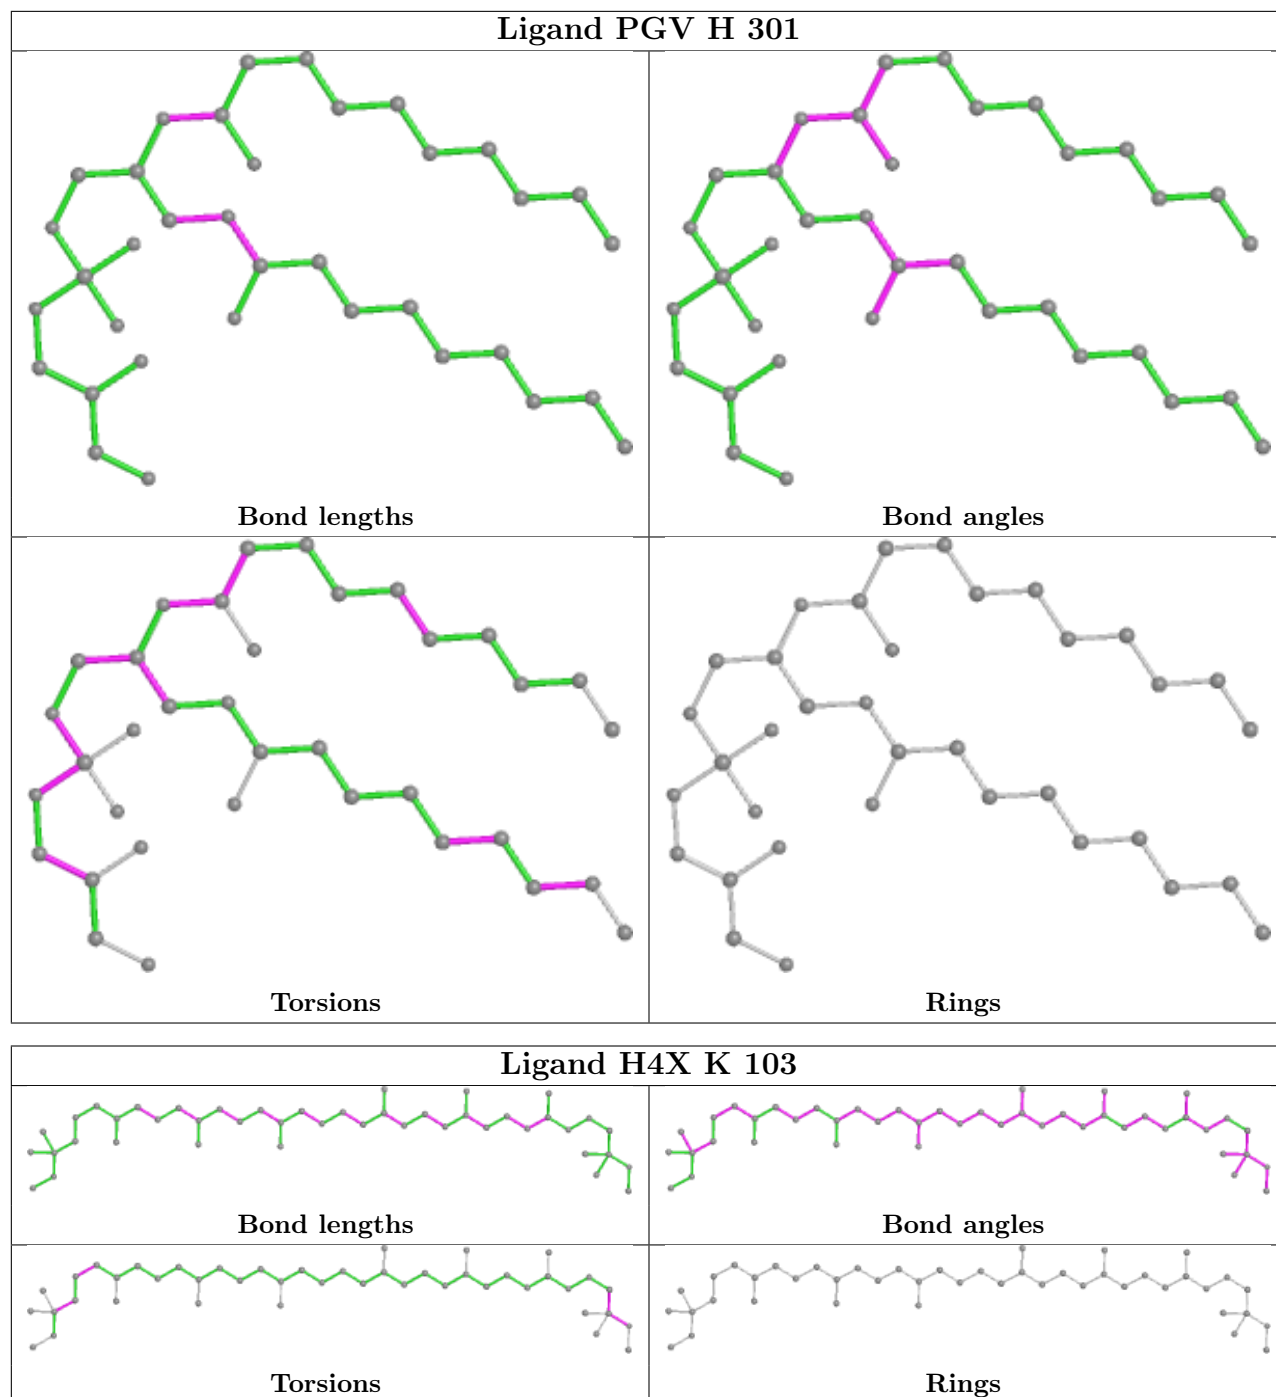 Ligand PGV H 301
Bond lengths
Bond angles
Torsions
Rings
Ligand H4X K 103
Bond lengths
Bond angles
Torsions
Rings